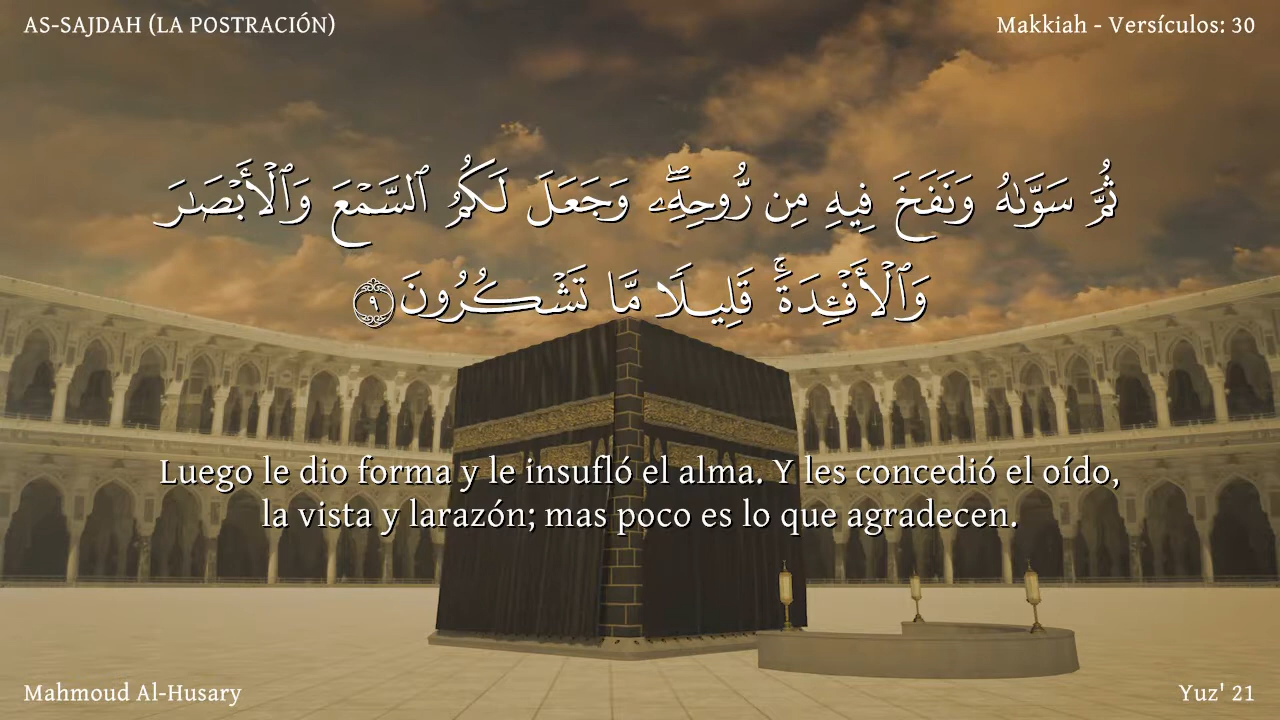 AS-SAJDAH (LA POSTRACIÓN)
Makkiah - Versículos: 30
ثُمَّ سَوَّىٰهُ وَنَفَخَ فِيهِ مِن رُّوحِهِۦۖ وَجَعَلَ لَكُمُ ٱلسَّمْعَ وَٱلْأَبْصَـٰرَ
وَٱلْأَفْـِٔدَةَۚ قَلِيلًا مَّا تَشْكُرُونَ ٩
Luego le dio forma y le insufló el alma. Y les concedió el oído,
la vista y larazón; mas poco es lo que agradecen.
Mahmoud Al-Husary
Yuz' 21